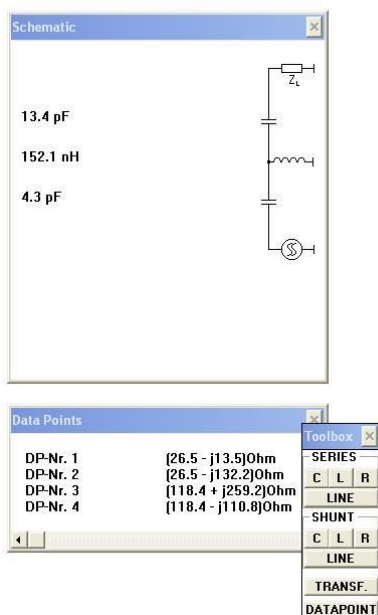 Schematic
Z_L
13.4 pF
152.1 nH
4.3 pF
S
Data Points
DP-Nr. 1 (26.5 - j13.5)Ohm
DP-Nr. 2 (26.5 - j132.2)Ohm
DP-Nr. 3 (118.4 + j259.2)Ohm
DP-Nr. 4 (118.4 - j110.8)Ohm
Toolbox
SERIES
C L R
LINE
SHUNT
C L R
LINE
TRANSF.
DATAPOINT